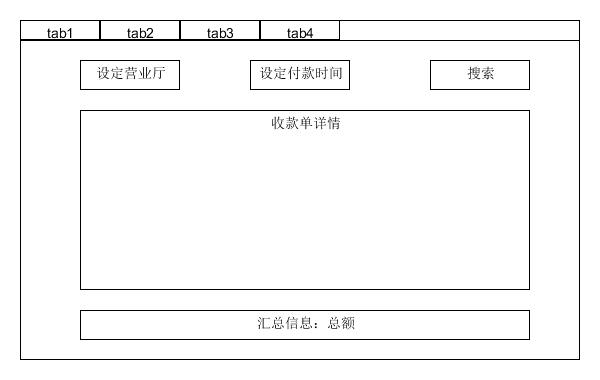 tab1 tab2 tab3 tab4
设定营业厅 设定付款时间 搜索
收款单详情
汇总信息：总额